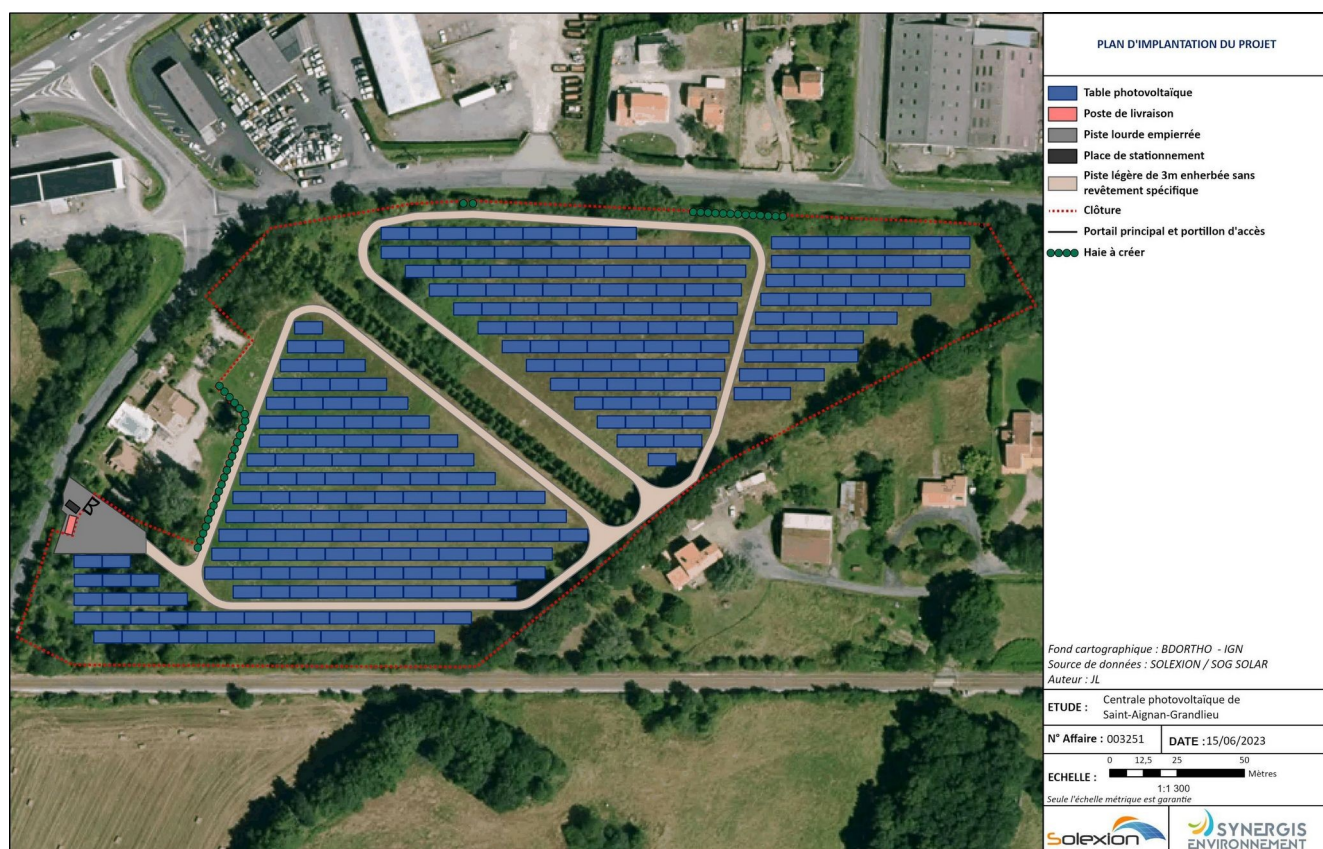 PLAN D'IMPLANTATION DU PROJET
Table photovoltaïque
Poste de livraison
Piste lourde empierrée
Place de stationnement
Piste légère de 3m enherbée sans
revêtement spécifique
Clôture
Portail principal et portillon d'accès
Haie à créer
Fond cartographique : BDORTHO - IGN
Source de données : SOLEXION / SOG SOLAR
Auteur : JL
ETUDE : Centrale photovoltaïque de
Saint-Aignan-Grandlieu
N° Affaire : 003251 DATE : 15/06/2023
0 12,5 25 50
ECHELLE : Mètres
1:1 300
Seule l'échelle métrique est garantie
Solexion
SYNERGIS
ENVIRONNEMENT